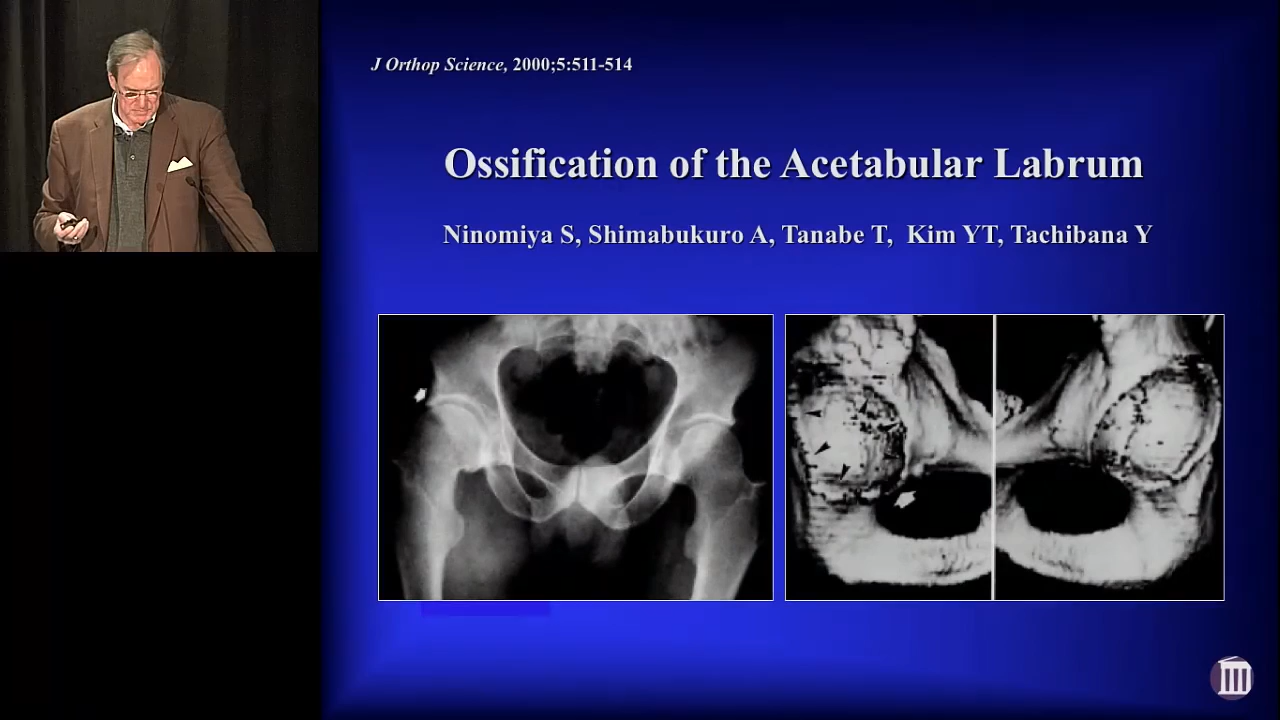 J Orthop Science, 2000;5:511-514
Ossification of the Acetabular Labrum
Ninomiya S, Shimabukuro A, Tanabe T, Kim YT, Tachibana Y